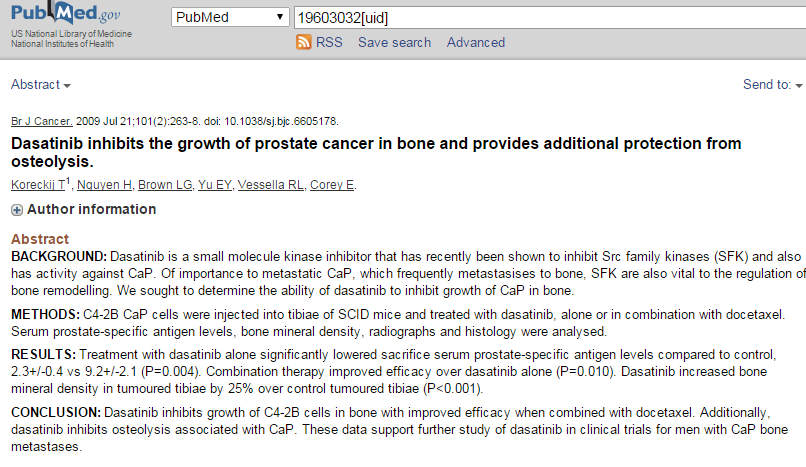 PubMed.gov
PubMed
19603032[uid]
US National Library of Medicine
National Institutes of Health
RSS Save search Advanced
Abstract
Send to:
Br J Cancer. 2009 Jul 21;101(2):263-8. doi: 10.1038/sj.bjc.6605178.
Dasatinib inhibits the growth of prostate cancer in bone and provides additional protection from
osteolysis.
Koreckij T1, Nguyen H, Brown LG, Yu EY, Vessella RL, Corey E.
Author information
Abstract
BACKGROUND: Dasatinib is a small molecule kinase inhibitor that has recently been shown to inhibit Src family kinases (SFK) and also
has activity against CaP. Of importance to metastatic CaP, which frequently metastasises to bone, SFK are also vital to the regulation of
bone remodelling. We sought to determine the ability of dasatinib to inhibit growth of CaP in bone.
METHODS: C4-2B CaP cells were injected into tibiae of SCID mice and treated with dasatinib, alone or in combination with docetaxel.
Serum prostate-specific antigen levels, bone mineral density, radiographs and histology were analysed.
RESULTS: Treatment with dasatinib alone significantly lowered sacrifice serum prostate-specific antigen levels compared to control,
2.3+/-0.4 vs 9.2+/-2.1 (P=0.004). Combination therapy improved efficacy over dasatinib alone (P=0.010). Dasatinib increased bone
mineral density in tumoured tibiae by 25% over control tumoured tibiae (P<0.001).
CONCLUSION: Dasatinib inhibits growth of C4-2B cells in bone with improved efficacy when combined with docetaxel. Additionally,
dasatinib inhibits osteolysis associated with CaP. These data support further study of dasatinib in clinical trials for men with CaP bone
metastases.